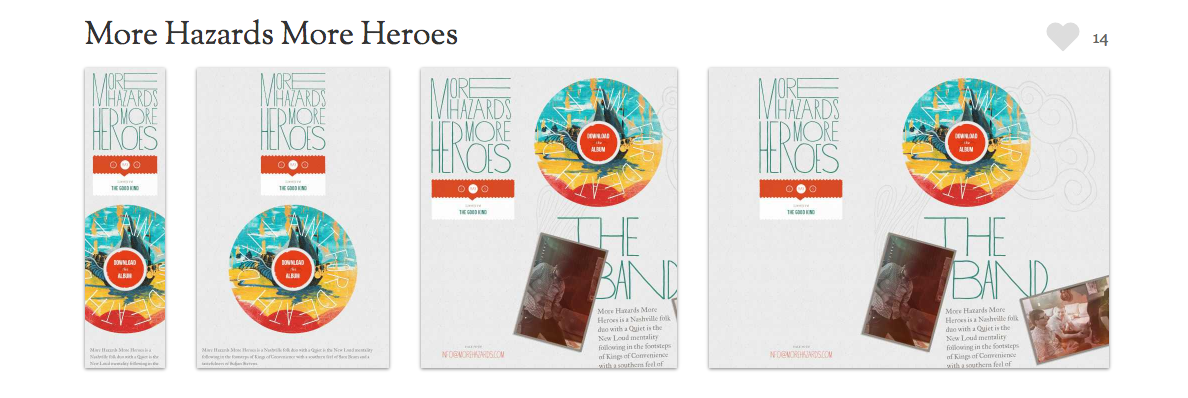 More Hazards More Heroes
14
MORE
HAZARDS
MORE
HEROES
THE GOOD KIND
DOWNLOAD
the
ALBUM
More Hazards More Heroes is a
Nashville folk duo with a Quiet is the
New Loud mentality following in the
MORE
HAZARDS
MORE
HEROES
THE GOOD KIND
DOWNLOAD
the
ALBUM
More Hazards More Heroes is a Nashville folk duo with a Quiet is the New Loud mentality
following in the footsteps of Kings of Convenience with a southern feel of Sam Beam and a
MORE
HAZARDS
MORE
HEROES
THE GOOD KIND
DOWNLOAD
the
ALBUM
THE
BAND
More Hazards More
Heroes is a Nashville folk
duo with a Quiet is the
New Loud mentality
following in the footsteps
of Kings of Convenience
with a southern feel of
INFO@MOREHAZARDS.COM
MORE
HAZARDS
MORE
HEROES
THE GOOD KIND
DOWNLOAD
the
ALBUM
THE
BAND
More Hazards More
Heroes is a Nashville folk
duo with a Quiet is the
New Loud mentality
following in the footsteps
of Kings of Convenience
with a southern feel of
INFO@MOREHAZARDS.COM